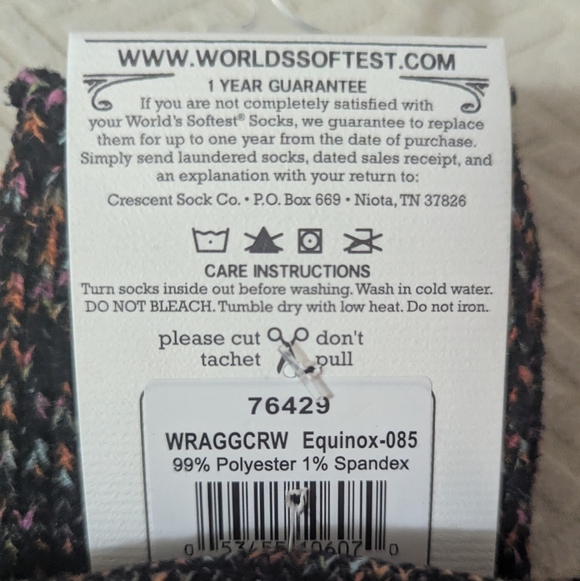 WWW.WORLDSSOFTEST.COM
1 YEAR GUARANTEE
If you are not completely satisfied with
your World's Softest® Socks, we guarantee to replace
them for up to one year from the date of purchase.
Simply send laundered socks, dated sales receipt, and
an explanation with your return to:
Crescent Sock Co. • P.O. Box 669 • Niota, TN 37826
CARE INSTRUCTIONS
Turn socks inside out before washing. Wash in cold water.
DO NOT BLEACH. Tumble dry with low heat. Do not iron.
please cut don't
tachet pull
76429
WRAGGCRW Equinox-085
99% Polyester 1% Spandex
0 0